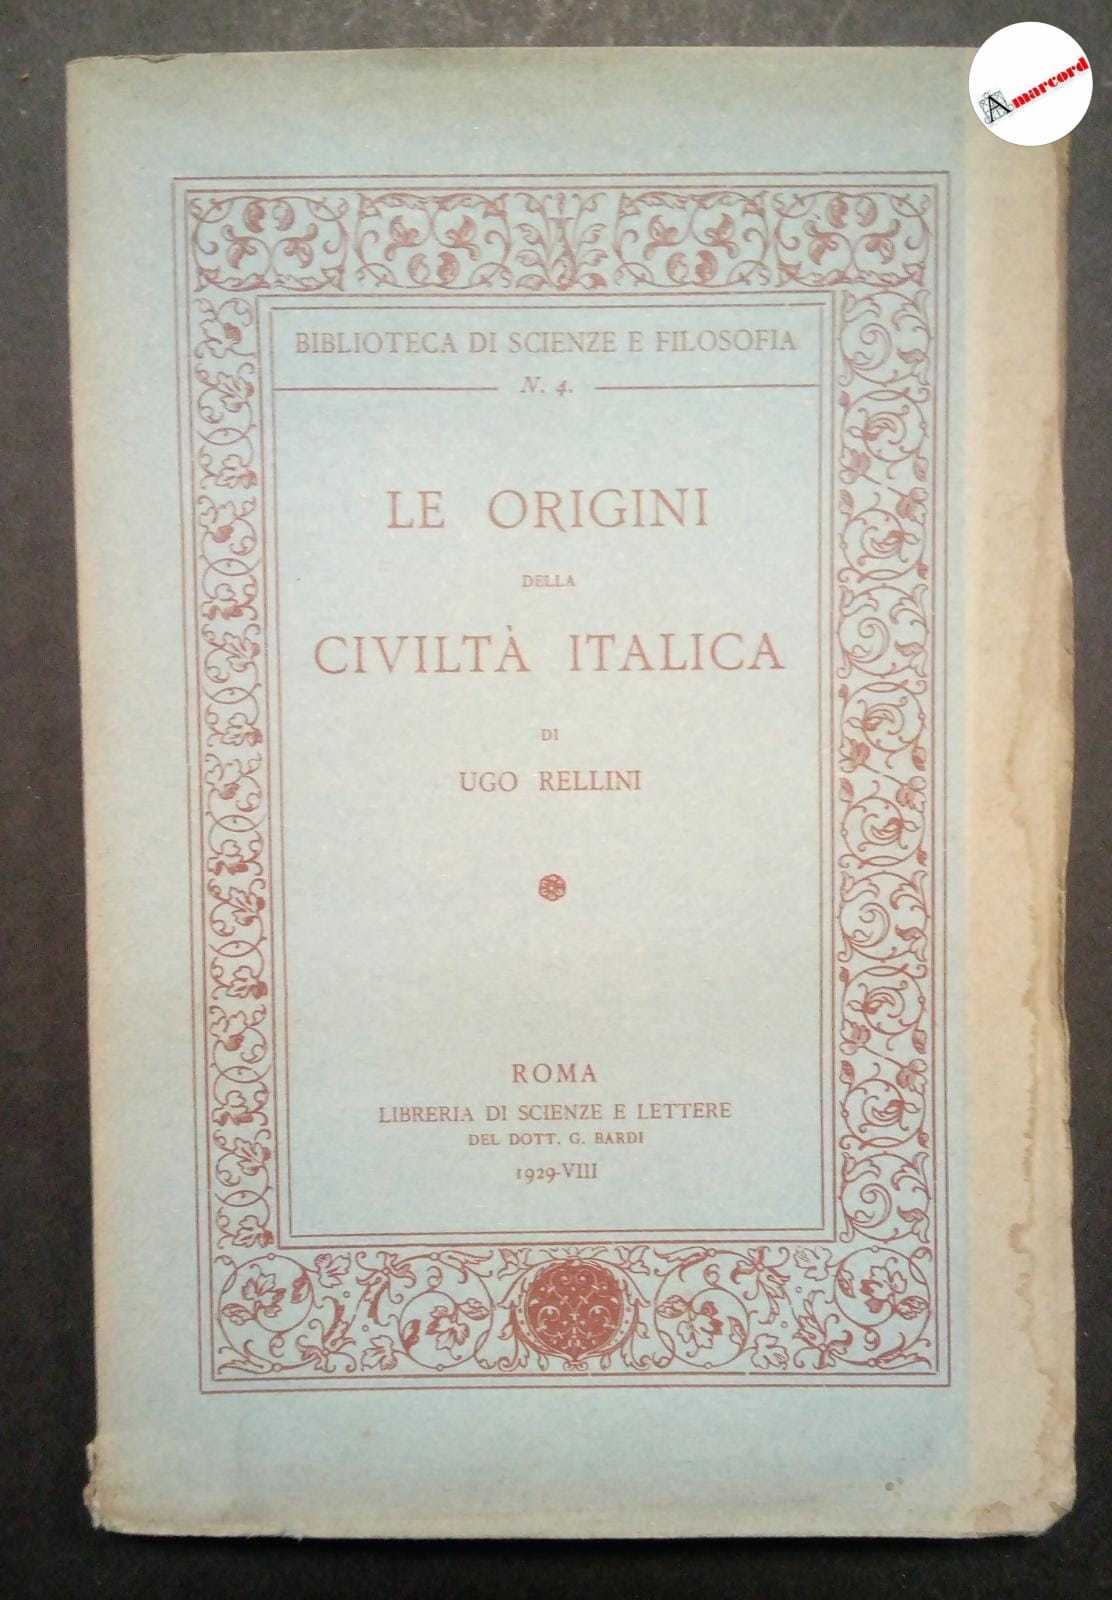 Amarcord
BIBLIOTECA DI SCIENZE E FILOSOFIA
N. 4.
LE ORIGINI
DELLA
CIVILTÀ ITALICA
DI
UGO RELLINI
ROMA
LIBRERIA DI SCIENZE E LETTERE
DEL DOTT. G. BARDI
1929-VIII